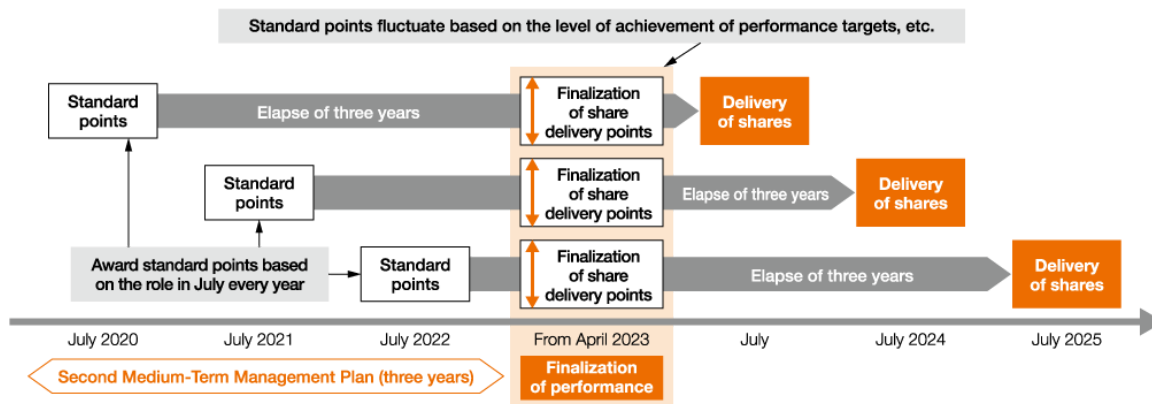 Standard points fluctuate based on the level of achievement of performance targets, etc.
Standard
points
Elapse of three years
Finalization
of share
delivery points
Delivery
of shares
Standard
points
Finalization
of share
delivery points
Elapse of three years
Delivery
of shares
Award standard points based
on the role in July every year
Standard
points
Finalization
of share
delivery points
Elapse of three years
Delivery
of shares
July 2020
July 2021
July 2022
From April 2023
July
July 2024
July 2025
Second Medium-Term Management Plan (three years)
Finalization
of performance